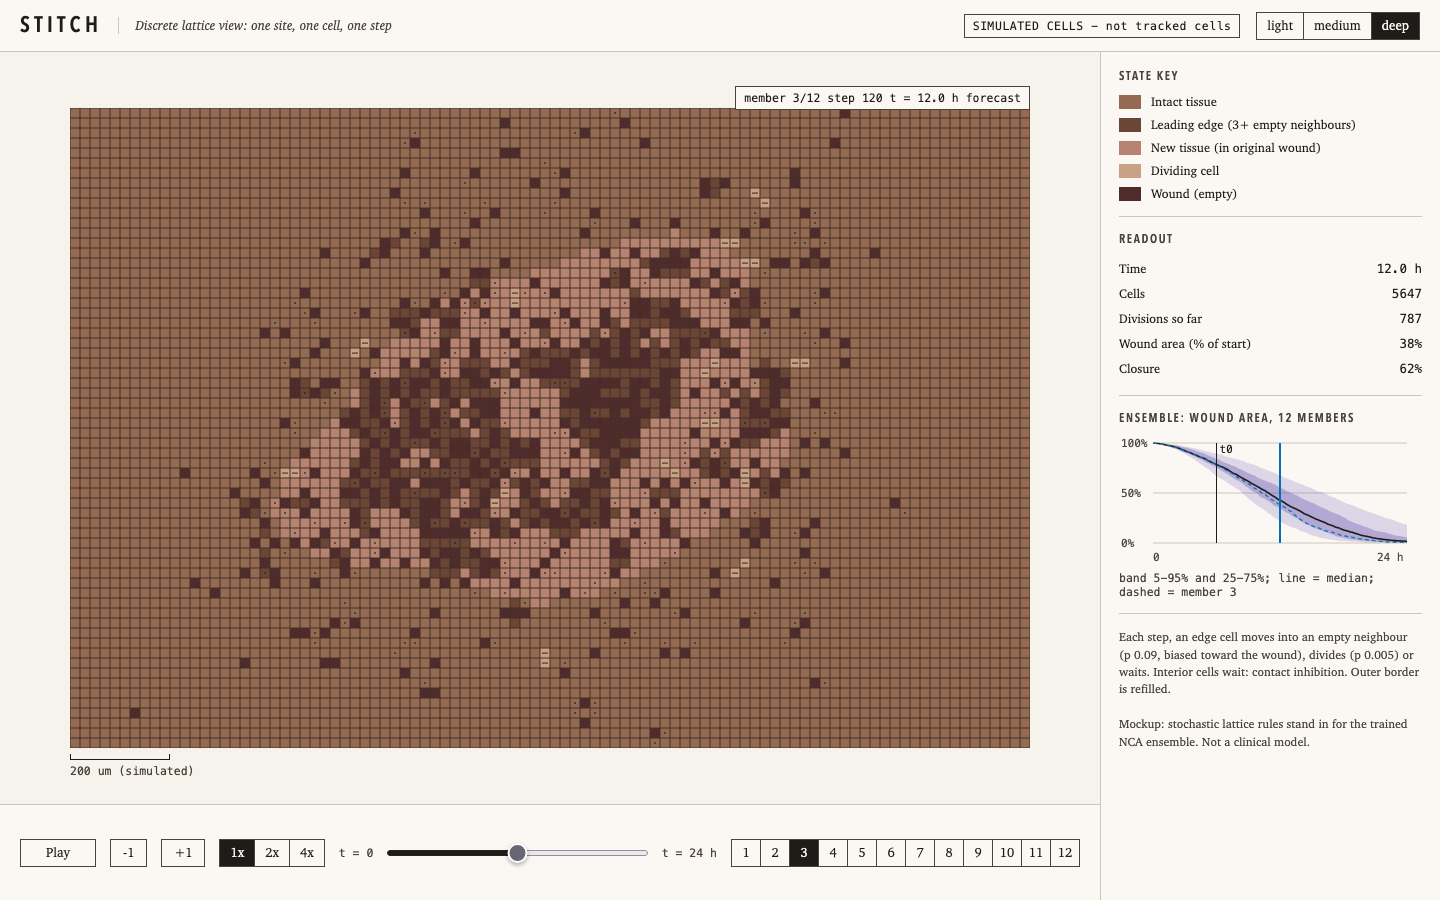 STITCH
Discrete lattice view: one site, one cell, one step
SIMULATED CELLS — not tracked cells
light medium deep
member 3/12 step 120 t = 12.0 h forecast
200 um (simulated)
Play -1 +1 1x 2x 4x t = 0 t = 24 h 1 2 3 4 5 6 7 8 9 10 11 12
STATE KEY
Intact tissue
Leading edge (3+ empty neighbours)
New tissue (in original wound)
Dividing cell
Wound (empty)
READOUT
Time 12.0 h
Cells 5647
Divisions so far 787
Wound area (% of start) 38%
Closure 62%
ENSEMBLE: WOUND AREA, 12 MEMBERS
100%
t0
50%
0%
0 24 h
band 5–95% and 25–75%; line = median;
dashed = member 3
Each step, an edge cell moves into an empty neighbour
(p 0.09, biased toward the wound), divides (p 0.005) or
waits. Interior cells wait: contact inhibition. Outer border
is refilled.
Mockup: stochastic lattice rules stand in for the trained
NCA ensemble. Not a clinical model.